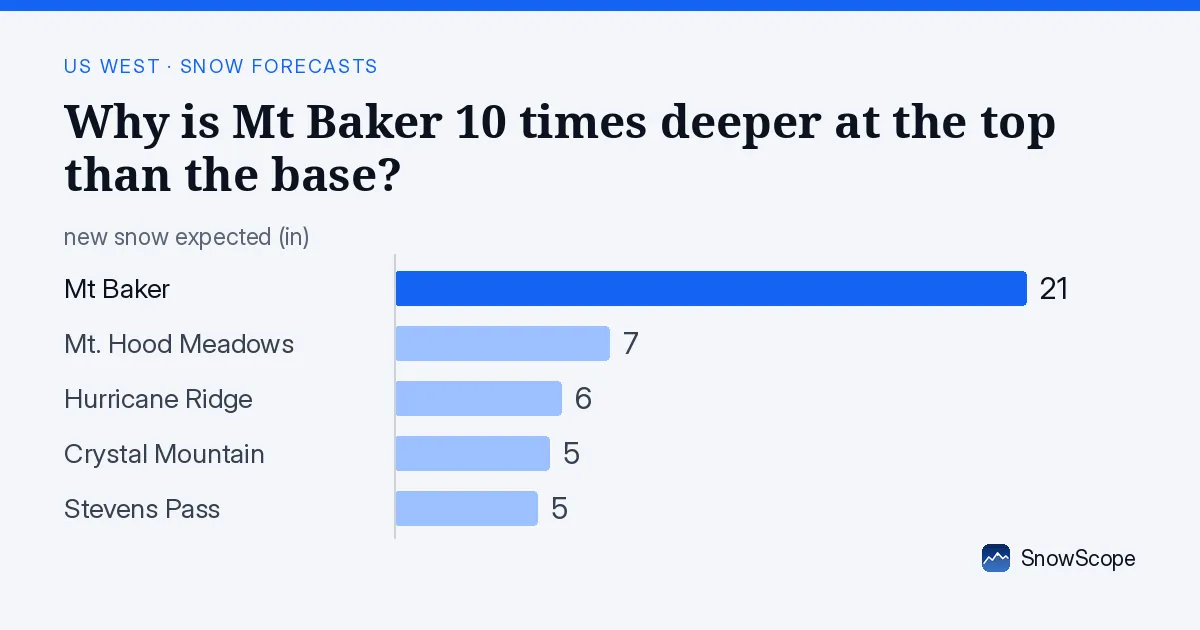 US WEST · SNOW FORECASTS
Why is Mt Baker 10 times deeper at the top
than the base?
new snow expected (in)
Mt Baker 21
Mt. Hood Meadows 7
Hurricane Ridge 6
Crystal Mountain 5
Stevens Pass 5
SnowScope